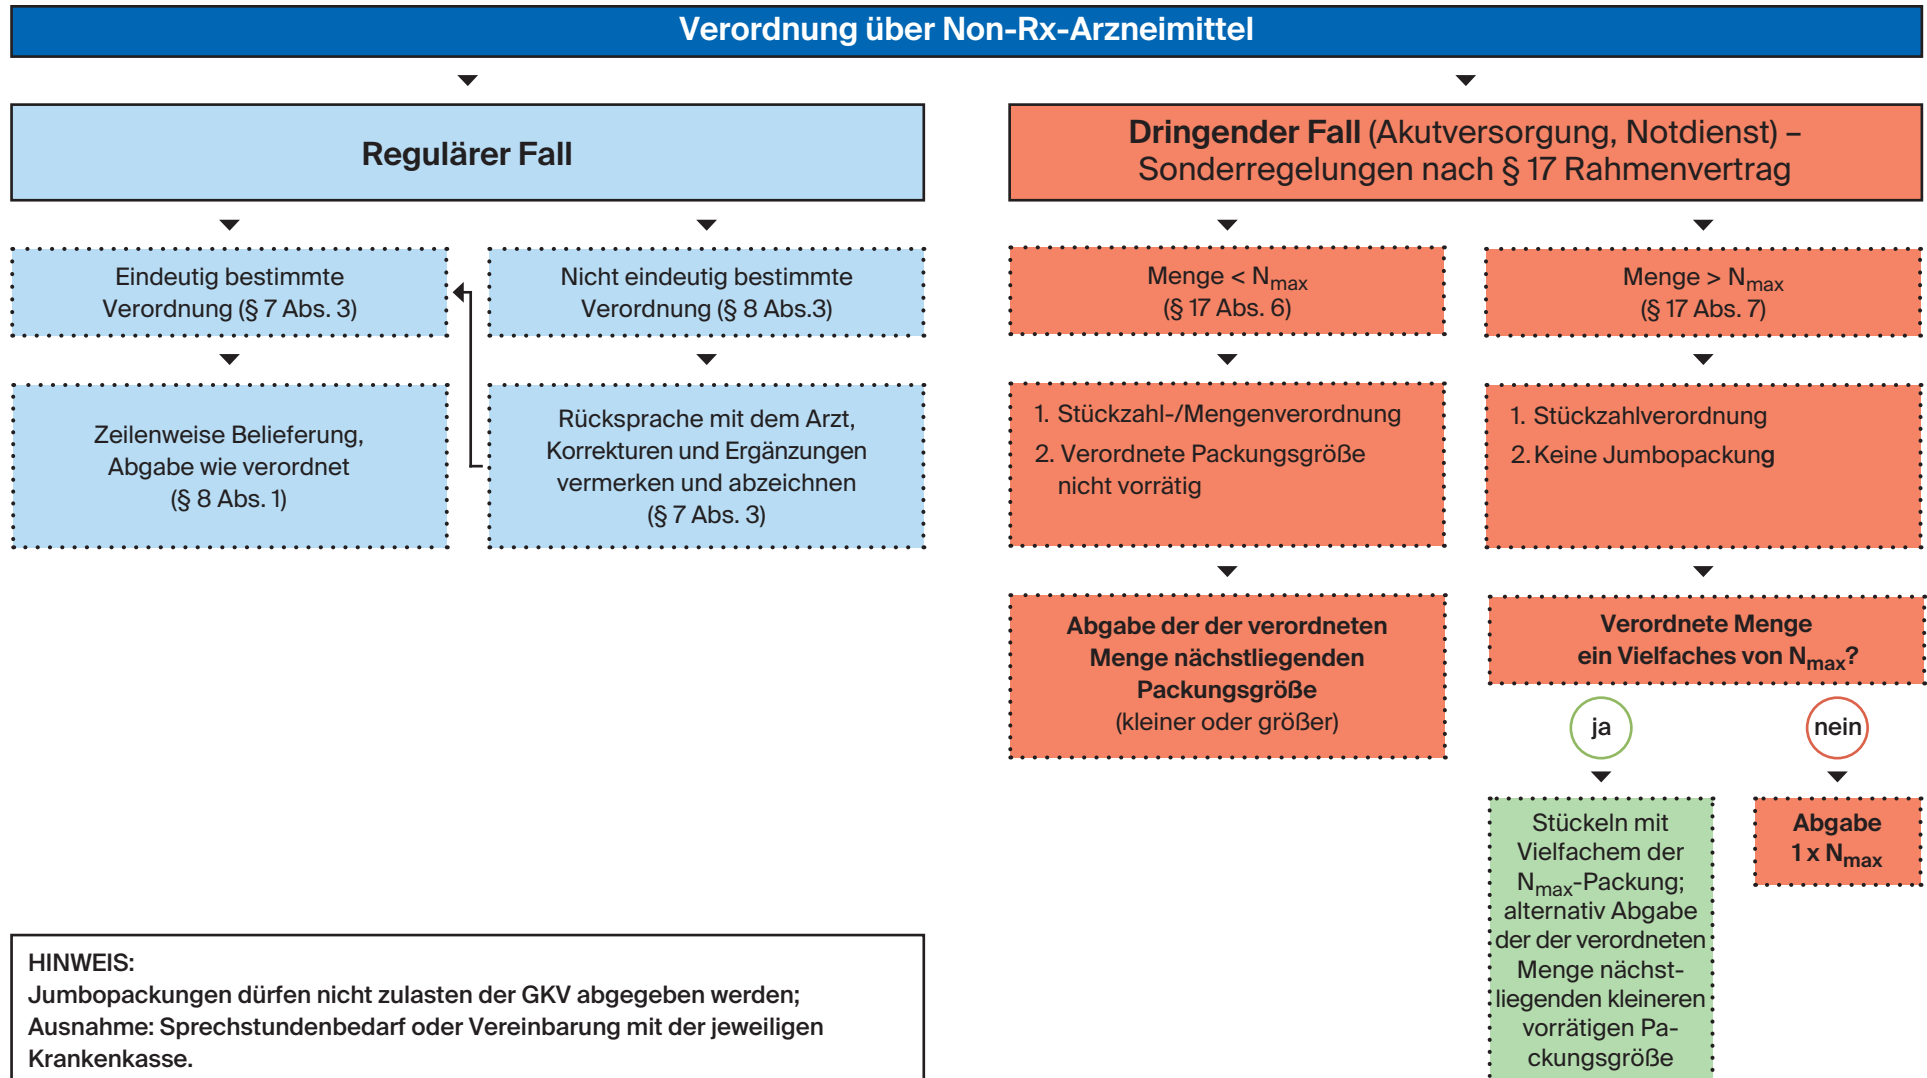 Verordnung über Non-Rx-Arzneimittel
Regulärer Fall
Eindeutig bestimmte
Verordnung (§ 7 Abs. 3)
Nicht eindeutig bestimmte
Verordnung (§ 8 Abs.3)
Zeilenweise Belieferung,
Abgabe wie verordnet
(§ 8 Abs. 1)
Rücksprache mit dem Arzt,
Korrekturen und Ergänzungen
vermerken und abzeichnen
(§ 7 Abs. 3)
Dringender Fall (Akutversorgung, Notdienst) –
Sonderregelungen nach § 17 Rahmenvertrag
Menge < Nmax
(§ 17 Abs. 6)
1. Stückzahl-/Mengenverordnung
2. Verordnete Packungsgröße
nicht vorrätig
Abgabe der der verordneten
Menge nächstliegenden
Packungsgröße
(kleiner oder größer)
Menge > Nmax
(§ 17 Abs. 7)
1. Stückzahlverordnung
2. Keine Jumbopackung
Verordnete Menge
ein Vielfaches von Nmax?
ja
nein
Stückeln mit
Vielfachem der
Nmax-Packung;
alternativ Abgabe
der der verordneten
Menge nächst-
liegenden kleineren
vorrätigen Pa-
ckungsgröße
Abgabe
1 x Nmax
HINWEIS:
Jumbopackungen dürfen nicht zulasten der GKV abgegeben werden;
Ausnahme: Sprechstundenbedarf oder Vereinbarung mit der jeweiligen
Krankenkasse.